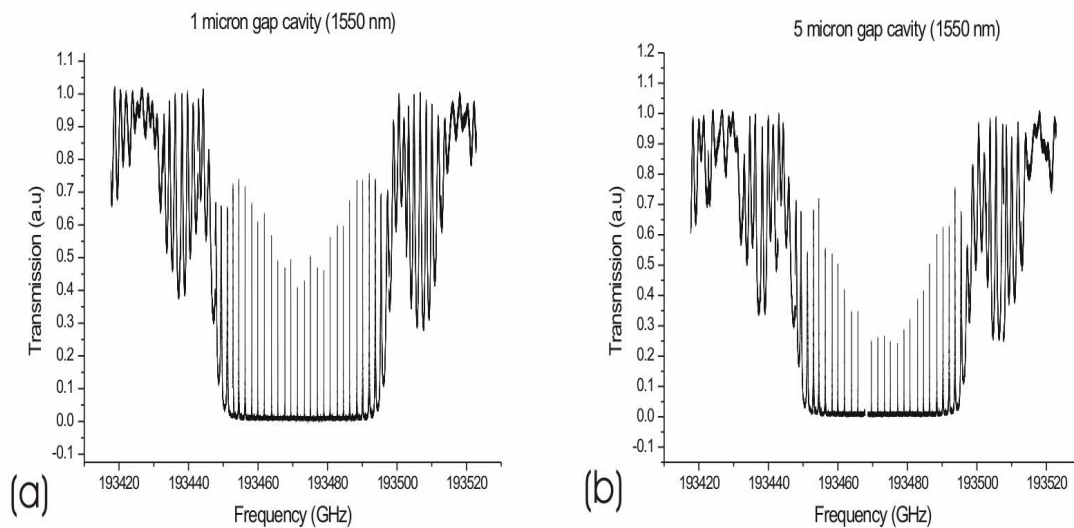 1 micron gap cavity (1550 nm)
1.1
1.0
0.9
0.8
0.7
0.6
0.5
0.4
0.3
0.2
0.1
0.0
-0.1
Transmission (a.u)
193420 193440 193460 193480 193500 193520
Frequency (GHz)
(a)
5 micron gap cavity (1550 nm)
1.2
1.1
1.0
0.9
0.8
0.7
0.6
0.5
0.4
0.3
0.2
0.1
0.0
-0.1
Transmission (a.u)
193420 193440 193460 193480 193500 193520
Frequency (GHz)
(b)